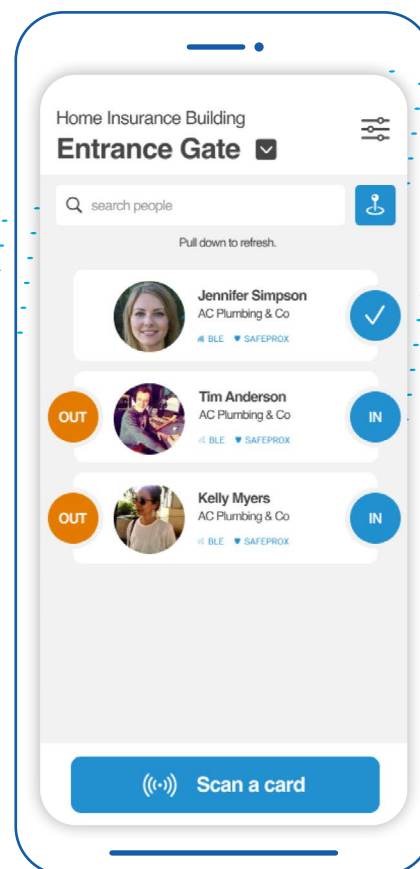 Home Insurance Building
Entrance Gate
search people
Pull down to refresh.
Jennifer Simpson
AC Plumbing & Co
BLE SAFEPROX
OUT
Tim Anderson
AC Plumbing & Co
BLE SAFEPROX
IN
OUT
Kelly Myers
AC Plumbing & Co
BLE SAFEPROX
IN
Scan a card